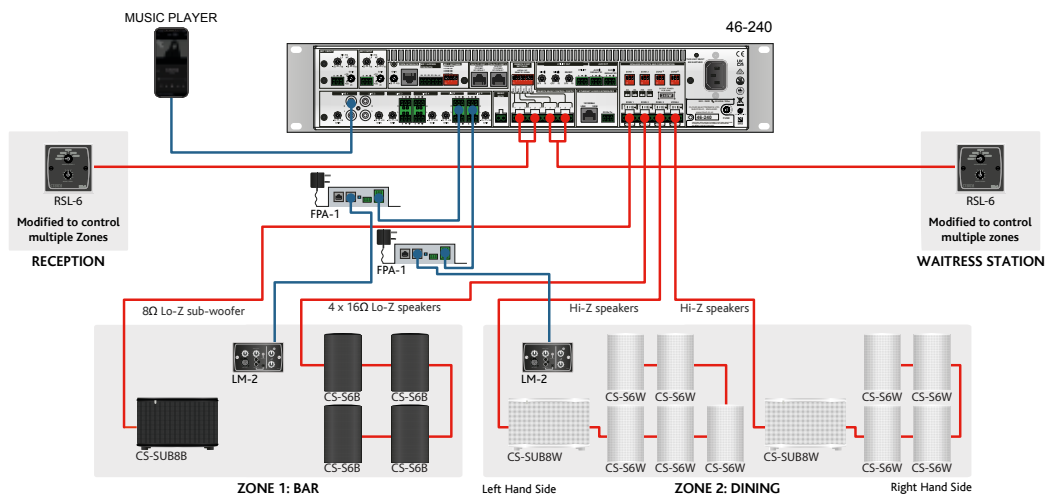 MUSIC PLAYER
46-240
46-240
RSL-6
Modified to control
multiple Zones
RECEPTION
RSL-6
Modified to control
multiple zones
WAITRESS STATION
FPA-1
FPA-1
8Ω Lo-Z sub-woofer
4 x 16Ω Lo-Z speakers
Hi-Z speakers
Hi-Z speakers
LM-2
CS-S6B
CS-S6B
CS-SUB8B
CS-S6B
CS-S6B
ZONE 1: BAR
LM-2
CS-S6W
CS-S6W
CS-SUB8W
CS-S6W
CS-S6W
CS-S6W
CS-S6W
CS-S6W
CS-SUB8W
CS-S6W
CS-S6W
Left Hand Side
ZONE 2: DINING
Right Hand Side